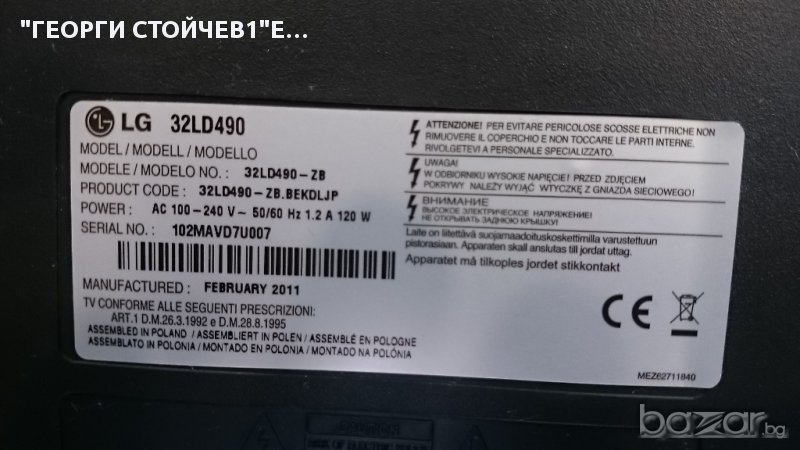 "ГЕОРГИ СТОЙЧЕВ1"Е...
LG 32LD490
MODEL / MODELL / MODELLO
MODELE / MODELO NO. : 32LD490-ZB
PRODUCT CODE : 32LD490-ZB.BEKDLJP
POWER : AC 100-240 V~ 50/60 Hz 1.2 A 120 W
SERIAL NO. : 102MAVD7U007
MANUFACTURED : FEBRUARY 2011
TV CONFORME ALLE SEGUENTI PRESCRIZIONI:
ART.1 D.M.26.3.1992 e D.M.28.8.1995
ASSEMBLED IN POLAND / ASSEMBLIERT IN POLEN / ASSEMBLÉ EN POLOGNE
ASSEMBLATO IN POLONIA / MONTADO EN POLONIA / MONTADO NA POLÓNIA
ATTENZIONE! PER EVITARE PERICOLOSE SCOSSE ELETTRICHE NON
RIMUOVERE IL COPERCHIO E NON TOCCARE LE PARTI INTERNE.
RIVOLGETEVI A PERSONALE SPECIALIZZATO.
UWAGA!
W ODBIORNIKU WYSOKIE NAPIĘCIE! PRZED ZDJĘCIEM
POKRYWY NALEŻY WYJĄĆ WTYCZKĘ Z GNIAZDA SIECIOWEGO!
ВНИМАНИЕ
ВЫСОКОЕ ЭЛЕКТРИЧЕСКОЕ НАПРЯЖЕНИЕ!
НЕ ОТКРЫВАТЬ ЗАДНЮЮ КРЫШКУ!
Laite on liitettävä suojamaadoituskoskettimilla varustettuun
pistorasiaan. Apparaten skall anslutas till jordat uttag.
Apparatet må tilkoples jordet stikkontakt
CE
MEZ62711840
CAUTION
RISK OF ELECTRIC
bazar.bg